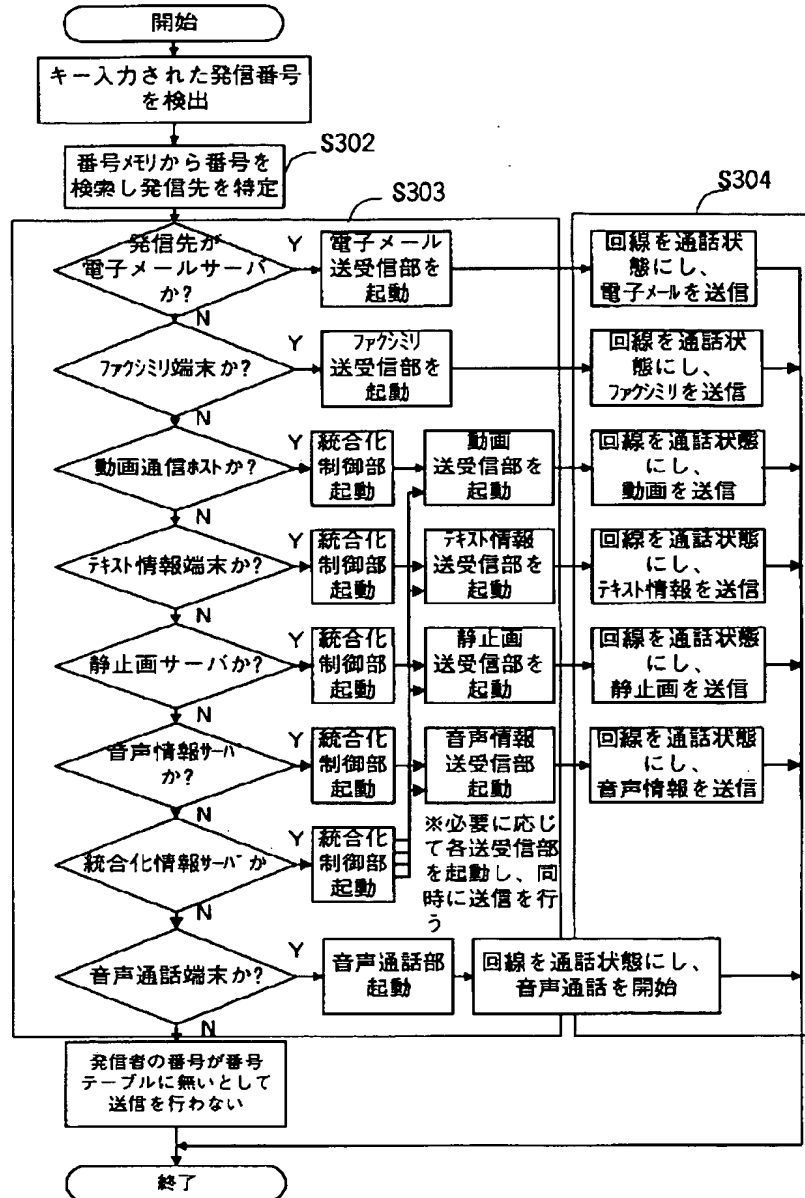 開始
キー入力された発信番号
を検出
S302
番号メモリから番号を
検索し発信先を特定
S303
S304
発信先が
電子メールサーバ
か?
Y
電子メール
送受信部を
起動
回線を通話状
態にし、
電子メールを送信
N
ファクシミリ端末か?
Y
ファクシミリ
送受信部を
起動
回線を通話状
態にし、
ファクシミリを送信
N
動画通信ホストか?
Y
統合化
制御部
起動
動画
送受信部を
起動
回線を通話状態
にし、
動画を送信
N
テキスト情報端末か?
Y
統合化
制御部
起動
テキスト情報
送受信部を
起動
回線を通話状態
にし、
テキスト情報を送信
N
静止画サーバか?
Y
統合化
制御部
起動
静止画
送受信部を
起動
回線を通話状態
にし、
静止画を送信
N
音声情報サーバ
か?
Y
統合化
制御部
起動
音声情報
送受信部
起動
回線を通話状態
にし、
音声情報を送信
N
統合化情報サーバか
Y
統合化
制御部
起動
※必要に応じ
て各送受信部
を起動し、同
時に送信を行
う
N
音声通話端末か?
Y
音声通話部
起動
回線を通話状態にし、
音声通話を開始
N
発信者の番号が番号
テーブルに無いとして
送信を行わない
終了